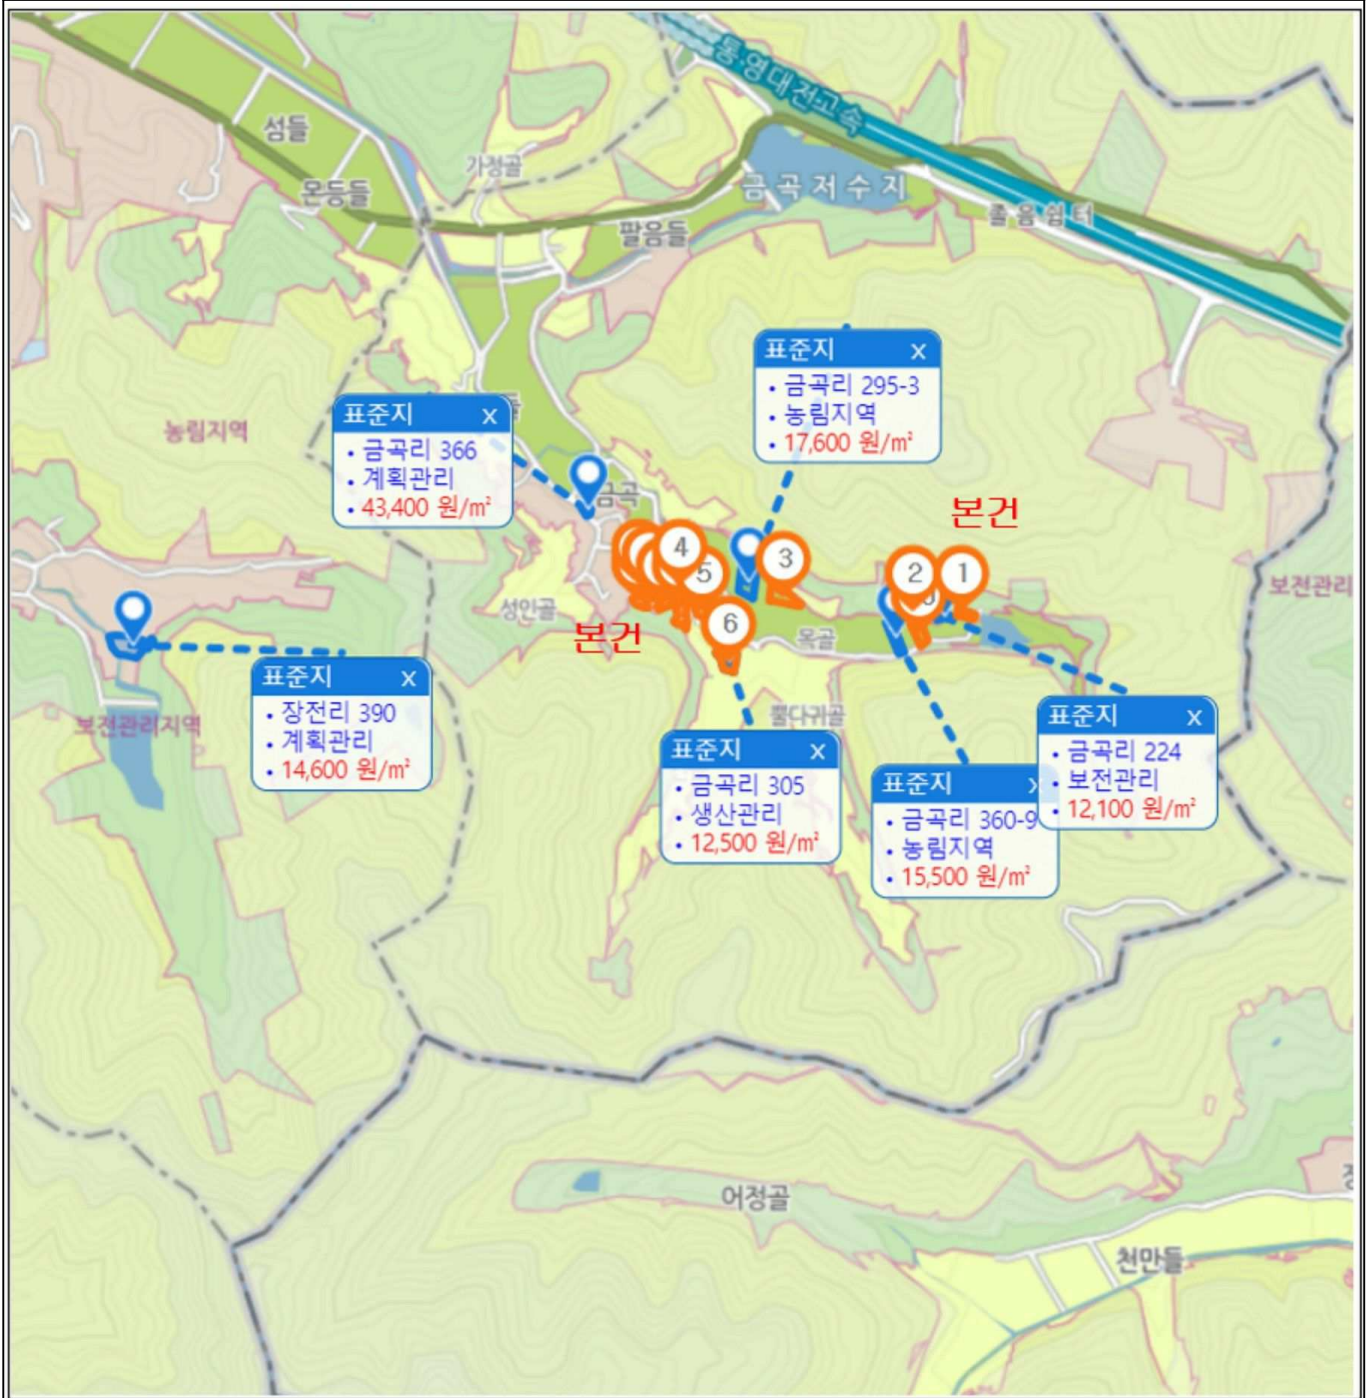 통영대전고속
섬들
가정골
온등들
금곡저수지
졸음쉼터
팔음들
표준지 x
• 금곡리 295-3
• 농림지역
• 17,600 원/㎡
농림지역
표준지 x
• 금곡리 366
• 계획관리
• 43,400 원/㎡
금곡
본건
4
3
5
2
1
보전관리
성인골
6
본건
목골
표준지 x
• 장전리 390
• 계획관리
• 14,600 원/㎡
보전관리지역
뿔다귀골
표준지 x
• 금곡리 305
• 생산관리
• 12,500 원/㎡
표준지 x
• 금곡리 360-9
• 농림지역
• 15,500 원/㎡
표준지 x
• 금곡리 224
• 보전관리
• 12,100 원/㎡
어정골
천만들